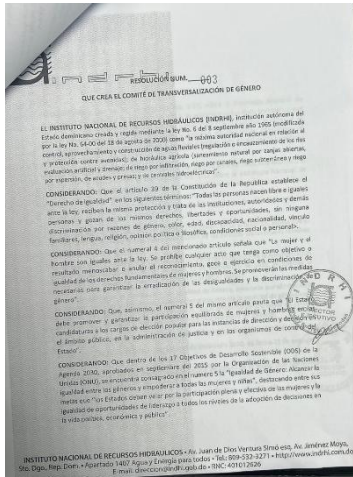 indrhi
RESOLUCIÓN NUM. 003
QUE CREA EL COMITÉ DE TRANSVERSALIZACIÓN DE GÉNERO
EL INSTITUTO NACIONAL DE RECURSOS HIDRÁULICOS (INDRHI), institución autónoma del
Estado dominicano creada y regida mediante la ley No. 6 del 8 septiembre año 1965 (modificada
por la ley No. 64-00 del 18 de agosto de 2000) como "la máxima autoridad nacional en relación al
control, aprovechamiento y construcción de aguas fluviales (regulación o encauzamiento de los ríos
y protección contra avenidas); de hidráulica agrícola (saneamiento natural por zanjas abiertas,
evaluación artificial y drenaje; de riego por infiltración, riego por canales, riego subterráneo y riego
por aspersión, de exudes y presas; y de centrales hidroeléctricas".
CONSIDERANDO: Que el artículo 39 de la Constitución de la República establece el
"Derecho de Igualdad" en los siguientes términos: "Todas las personas nacen libre e iguales
ante la ley, reciben la misma protección y trato de las instituciones, autoridades y demás
personas y gozan de los mismos derechos, libertades y oportunidades, sin ninguna
discriminación por razones de género, color, edad, discapacidad, nacionalidad, vínculo
familiares, lengua, religión, opinión política o filosófica, condiciones social o personal».
CONSIDERANDO: Que el numeral 4 del mencionado artículo señala que "La mujer y el
hombre son iguales ante la ley. Se prohíbe cualquier acto que tenga como objetivo o
resultado menoscabar o anular el reconocimiento, goce o ejercicio en condiciones de
igualdad de los derechos fundamentales de mujeres y hombres. Se promoverán las medidas
necesarias para garantizar la erradicación de las desigualdades y la discriminación de
género".
CONSIDERANDO: Que, asimismo, el numeral 5 del mismo artículo pauta que "El Estado
debe promover y garantizar la participación equilibrada de mujeres y hombres en las
candidaturas a los cargos de elección popular para las instancias de dirección y decisión en
el ámbito público, en la administración de justicia y en los organismos de control del
Estado".
CONSIDERANDO: Que dentro de los 17 Objetivos de Desarrollo Sostenible (ODS) de la
Agenda 2030, aprobados en septiembre del 2015 por la Organización de las Naciones
Unidas (ONU), se encuentra consagrado en el numero 5 la "Igualdad de Género: Alcanzar la
igualdad entre los géneros y empoderar a todas las mujeres y niñas", destacando entre sus
metas que "los Estados deben velar por la participación plena y efectiva de las mujeres y la
igualdad de oportunidades de liderazgo a todos los niveles de la adopción de decisiones en
la vida política, económica y pública".
INDRHI
DIRECTOR
EJECUTIVO
INSTITUTO NACIONAL DE RECURSOS HIDRAULICOS • Av. Juan de Dios Ventura Simó esq. Av. Jiménez Moya,
Sto. Dgo., Rep. Dom. • Apartado 1407 Agua y Energía para todos • Tel.: 809-532-3271 • http://www.indrhi.com.do
E-mail: direccion@indrhi.gob.do • RNC: 401012626